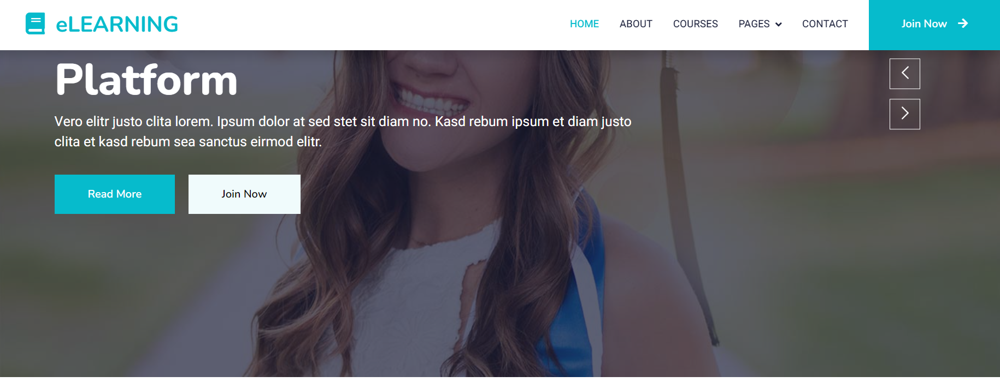 eLEARNING
HOME ABOUT COURSES PAGES CONTACT Join Now
Platform
Vero elitr justo clita lorem. Ipsum dolor at sed stet sit diam no. Kasd rebum ipsum et diam justo
clita et kasd rebum sea sanctus eirmod elitr.
Read More Join Now